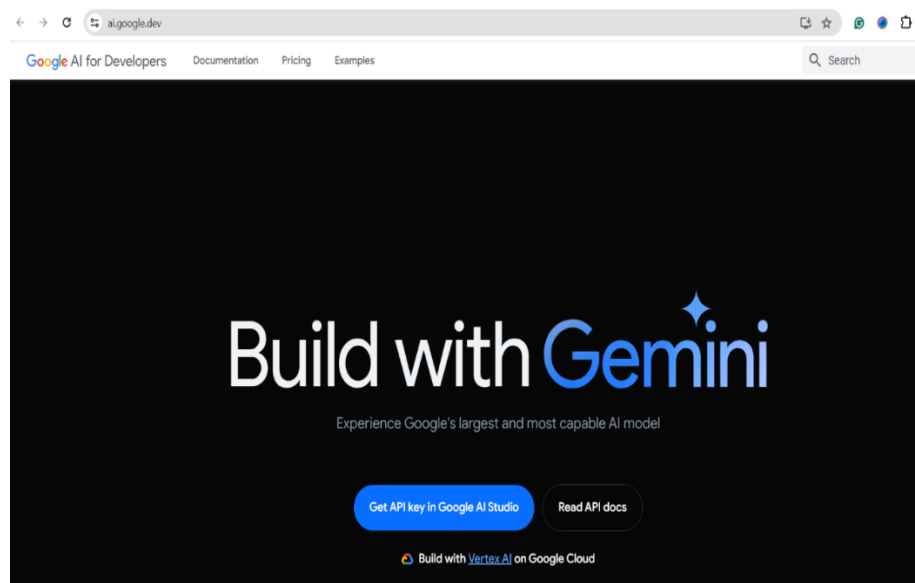 ai.google.dev
Google AI for Developers Documentation Pricing Examples Search
Build with Gemini
Experience Google's largest and most capable AI model
Get API key in Google AI Studio Read API docs
Build with Vertex AI on Google Cloud